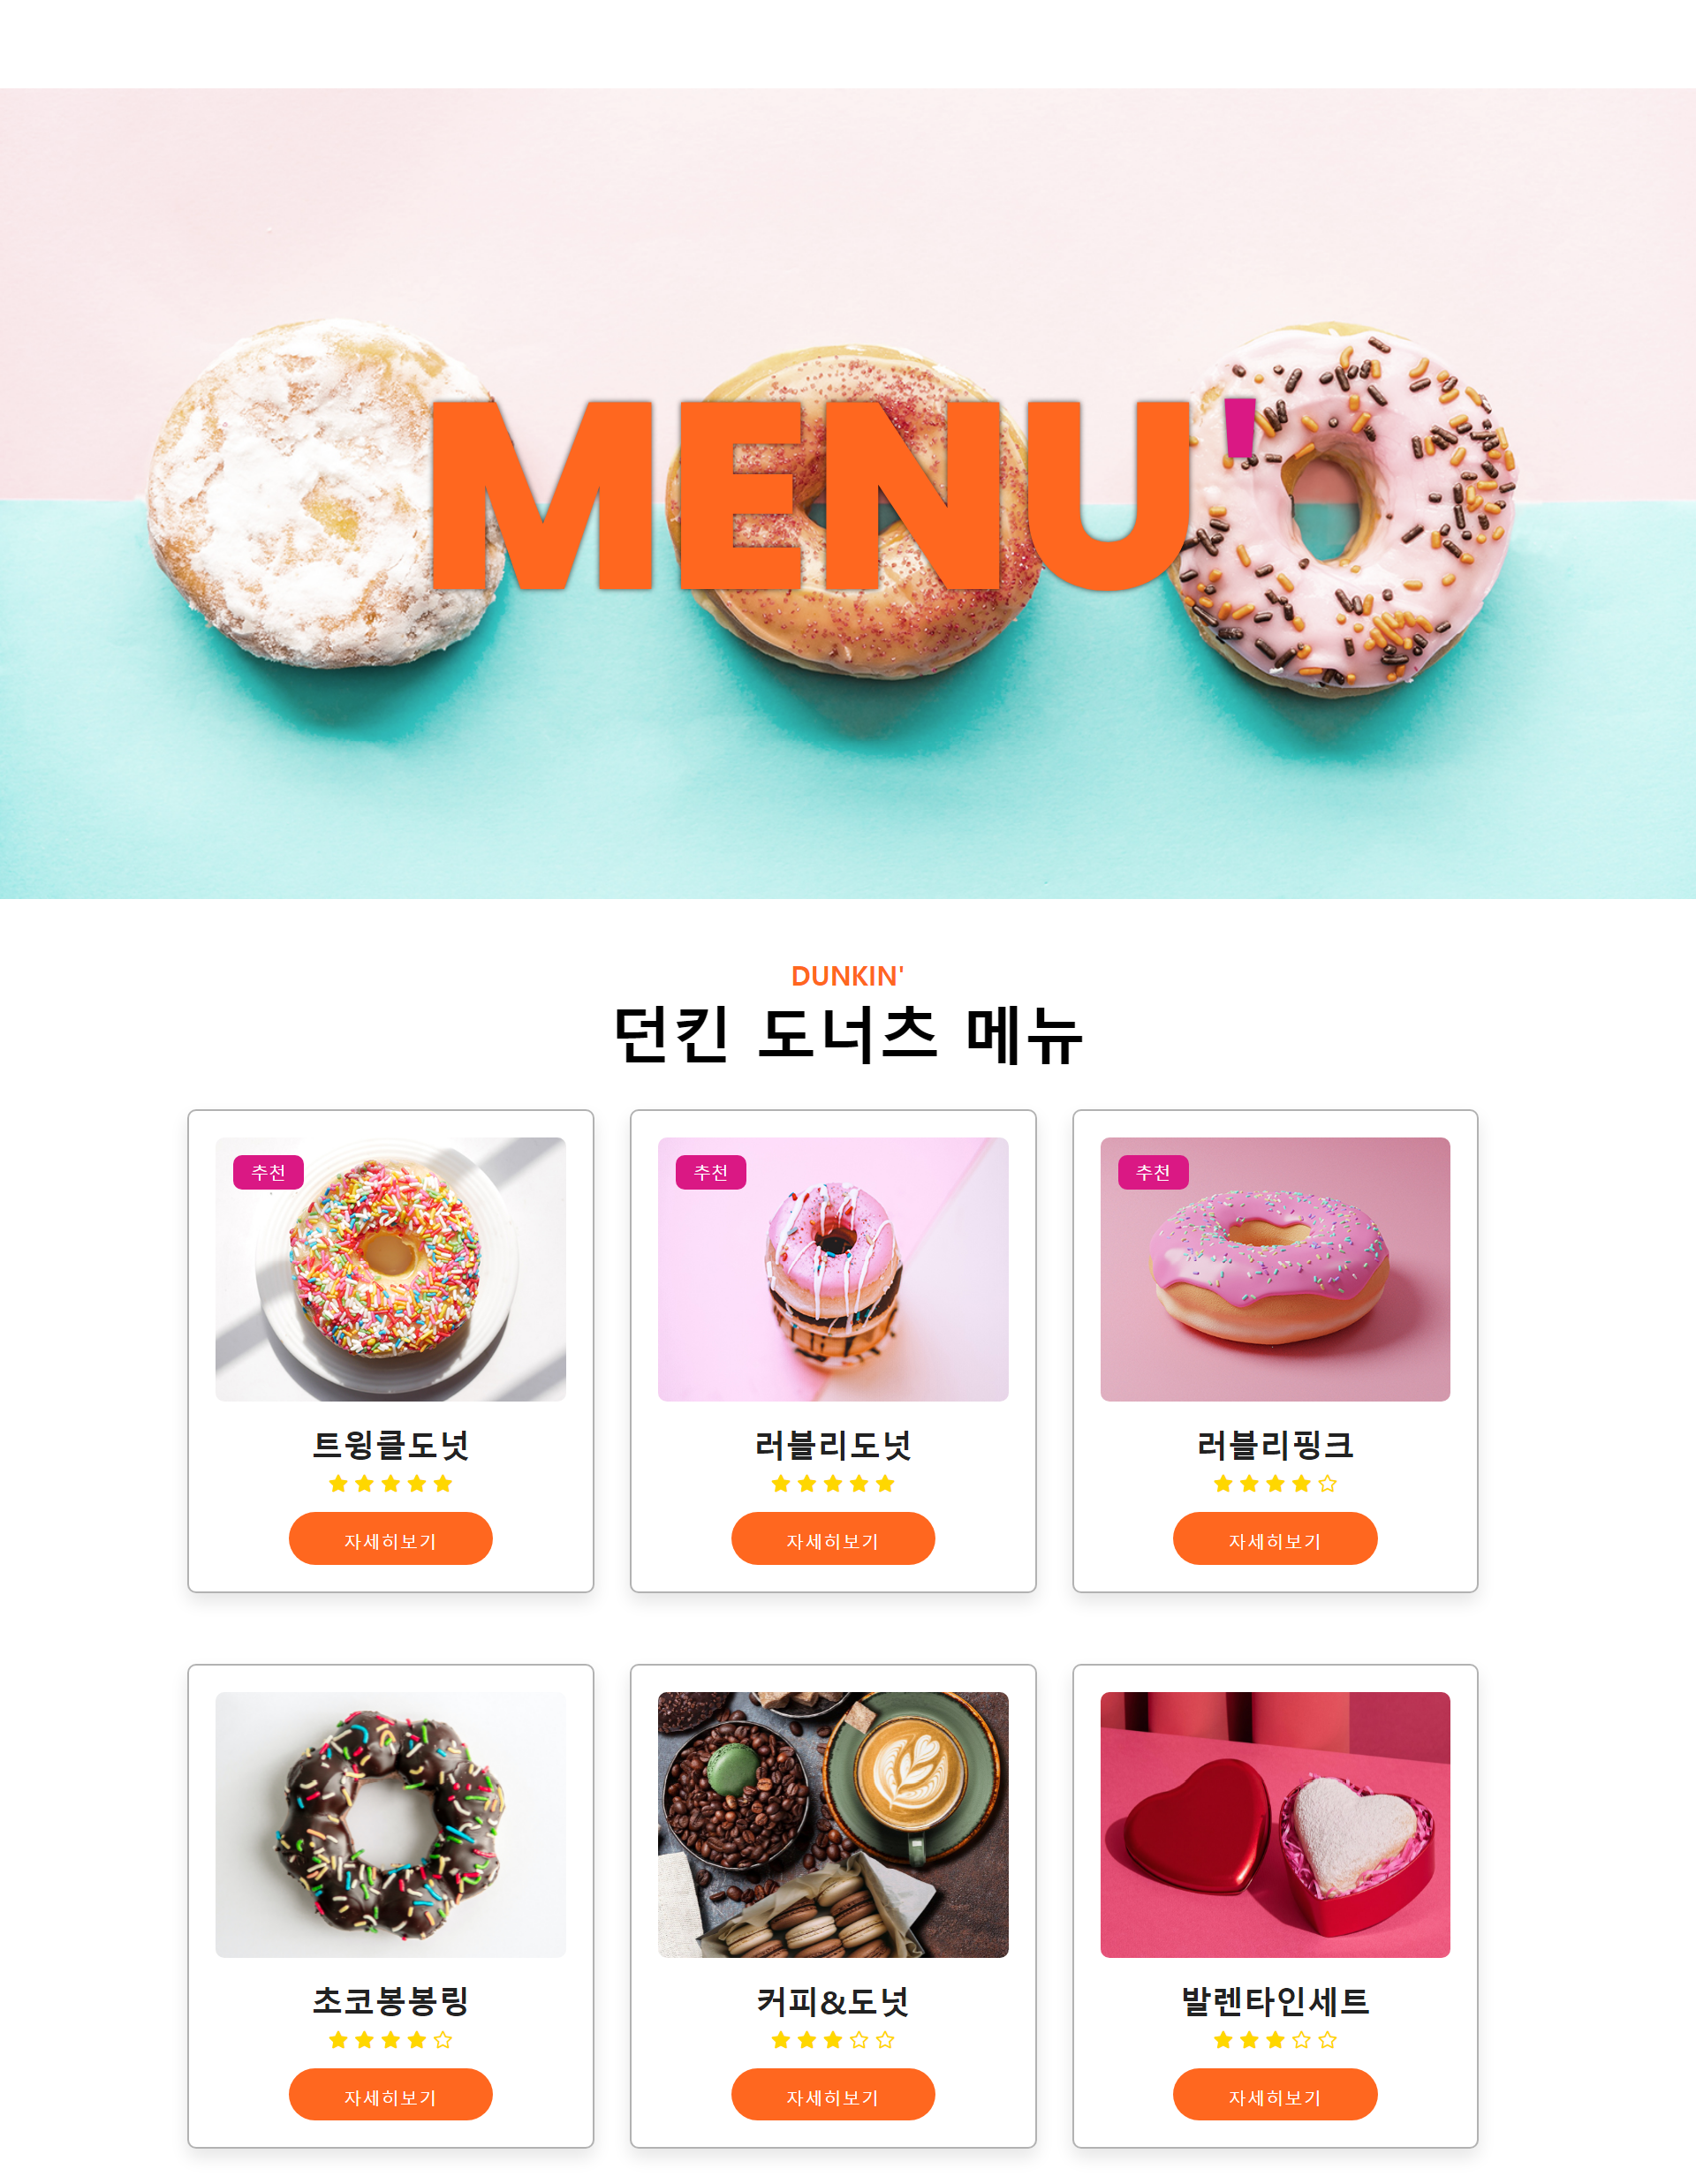 MENU'
DUNKIN'
던킨 도너츠 메뉴
추천
추천
추천
트윙클도넛
러블리도넛
러블리핑크
자세히보기
자세히보기
자세히보기
초코봉봉링
커피&도넛
발렌타인세트
자세히보기
자세히보기
자세히보기